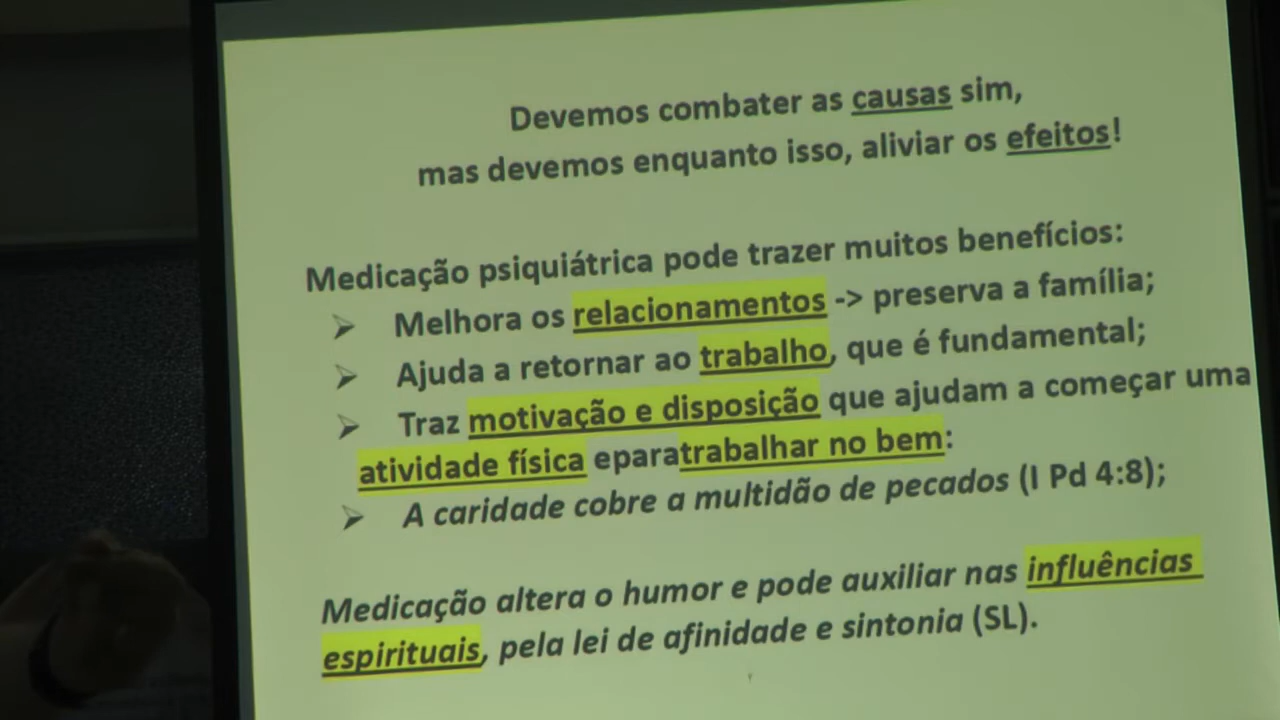 Devemos combater as causas sim,
mas devemos enquanto isso, aliviar os efeitos!
Medicação psiquiátrica pode trazer muitos benefícios:
➢ Melhora os relacionamentos -> preserva a família;
➢ Ajuda a retornar ao trabalho, que é fundamental;
➢ Traz motivação e disposição que ajudam a começar uma
atividade física eparatrabalhar no bem:
➢ A caridade cobre a multidão de pecados (I Pd 4:8);
Medicação altera o humor e pode auxiliar nas influências
espirituais, pela lei de afinidade e sintonia (SL).